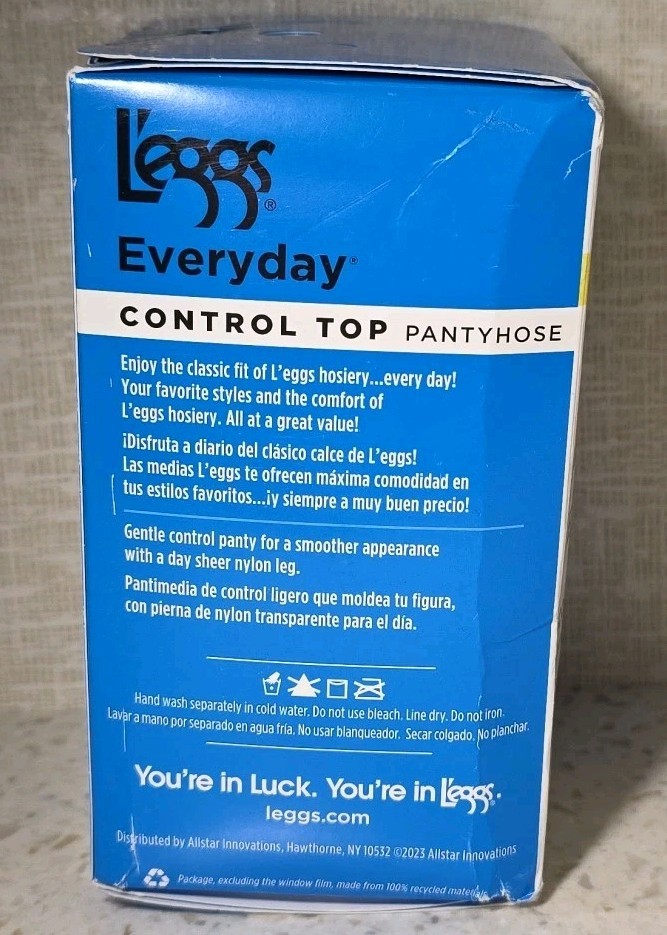 L'eggs®
Everyday®
CONTROL TOP PANTYHOSE
Enjoy the classic fit of L'eggs hosiery...every day!
Your favorite styles and the comfort of
L'eggs hosiery. All at a great value!
¡Disfruta a diario del clásico calce de L'eggs!
Las medias L'eggs te ofrecen máxima comodidad en
tus estilos favoritos...¡y siempre a muy buen precio!
Gentle control panty for a smoother appearance
with a day sheer nylon leg.
Pantimedia de control ligero que moldea tu figura,
con pierna de nylon transparente para el día.
Hand wash separately in cold water. Do not use bleach. Line dry. Do not iron.
Lavar a mano por separado en agua fría. No usar blanqueador. Secar colgado. No planchar.
You're in Luck. You're in L'eggs.
leggs.com
Distributed by Allstar Innovations, Hawthorne, NY 10532 ©2023 Allstar Innovations
Package, excluding the window film, made from 100% recycled materials